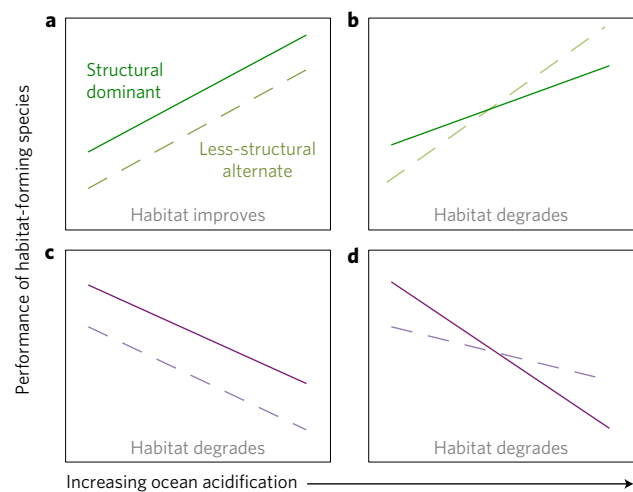 a
Structural
dominant
Less-structural
alternate
Habitat improves
b
Habitat degrades
c
Habitat degrades
d
Habitat degrades
Performance of habitat-forming species
Increasing ocean acidification